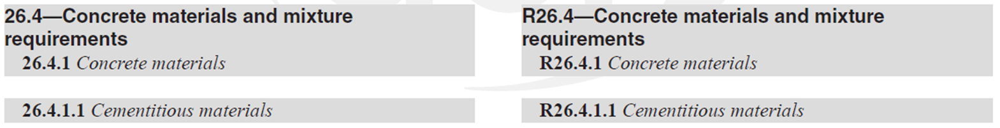 26.4—Concrete materials and mixture
requirements
26.4.1 Concrete materials
26.4.1.1 Cementitious materials
R26.4—Concrete materials and mixture
requirements
R26.4.1 Concrete materials
R26.4.1.1 Cementitious materials